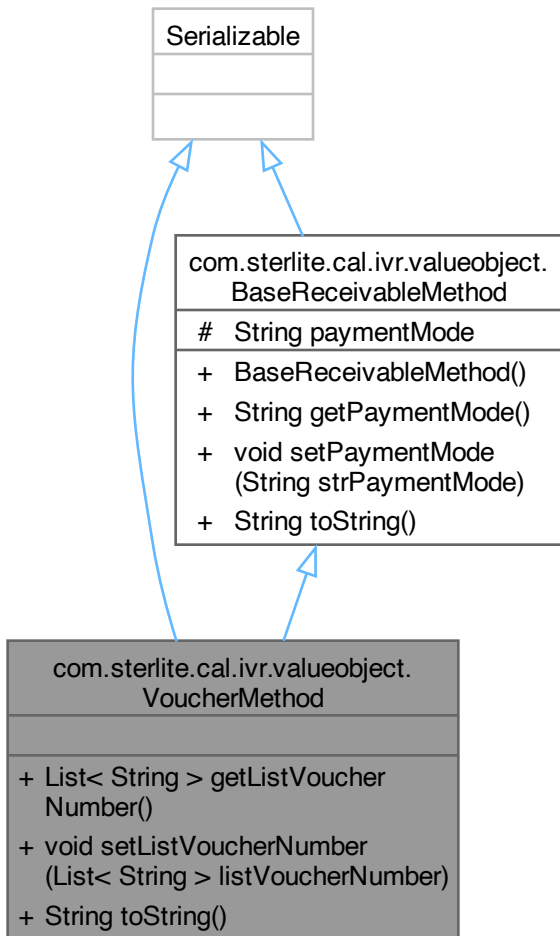 Serializable
com.sterlite.cal.ivr.valueobject.
BaseReceivableMethod
# String paymentMode
+ BaseReceivableMethod()
+ String getPaymentMode()
+ void setPaymentMode
(String strPaymentMode)
+ String toString()
com.sterlite.cal.ivr.valueobject.
VoucherMethod
+ List< String > getListVoucher
Number()
+ void setListVoucherNumber
(List< String > listVoucherNumber)
+ String toString()